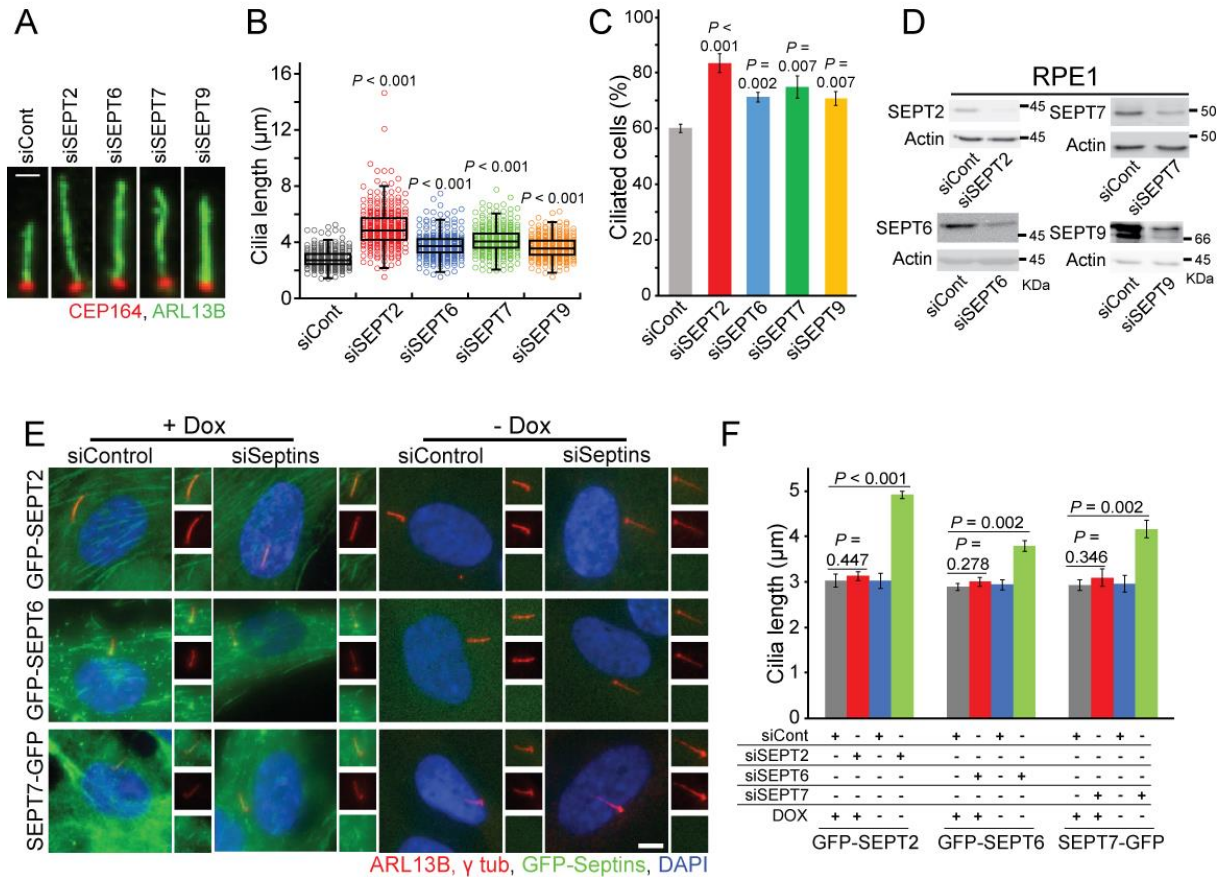 A
siCont
siSEPT2
siSEPT6
siSEPT7
siSEPT9
CEP164, ARL13B
B
Cilia length (µm)
16
12
8
4
0
P < 0.001
P < 0.001
P < 0.001
P < 0.001
siCont
siSEPT2
siSEPT6
siSEPT7
siSEPT9
C
Ciliated cells (%)
100
90
80
70
60
50
40
30
20
10
0
P <
0.001
P =
0.002
P =
0.007
P =
0.007
siCont
siSEPT2
siSEPT6
siSEPT7
siSEPT9
D
RPE1
SEPT2
45
Actin
45
siCont
siSEPT2
SEPT7
50
Actin
50
siCont
siSEPT7
SEPT6
45
Actin
45
KDa
siCont
siSEPT6
SEPT9
66
Actin
45
KDa
siCont
siSEPT9
E
+ Dox
- Dox
siControl
siSeptins
siControl
siSeptins
GFP-SEPT2
GFP-SEPT6
SEPT7-GFP
ARL13B, γ tub, GFP-Septins, DAPI
F
Cilia length (µm)
5
4
3
2
1
0
P < 0.001
P =
0.447
P = 0.002
P =
0.278
P = 0.002
P =
0.346
siCont + - + - + - + - + - + -
siSEPT2 - + - + - - - - - - - -
siSEPT6 - - - - - + - + - - - -
siSEPT7 - - - - - - - - - + - +
DOX + + - - + + - - + + - -
GFP-SEPT2 GFP-SEPT6 SEPT7-GFP